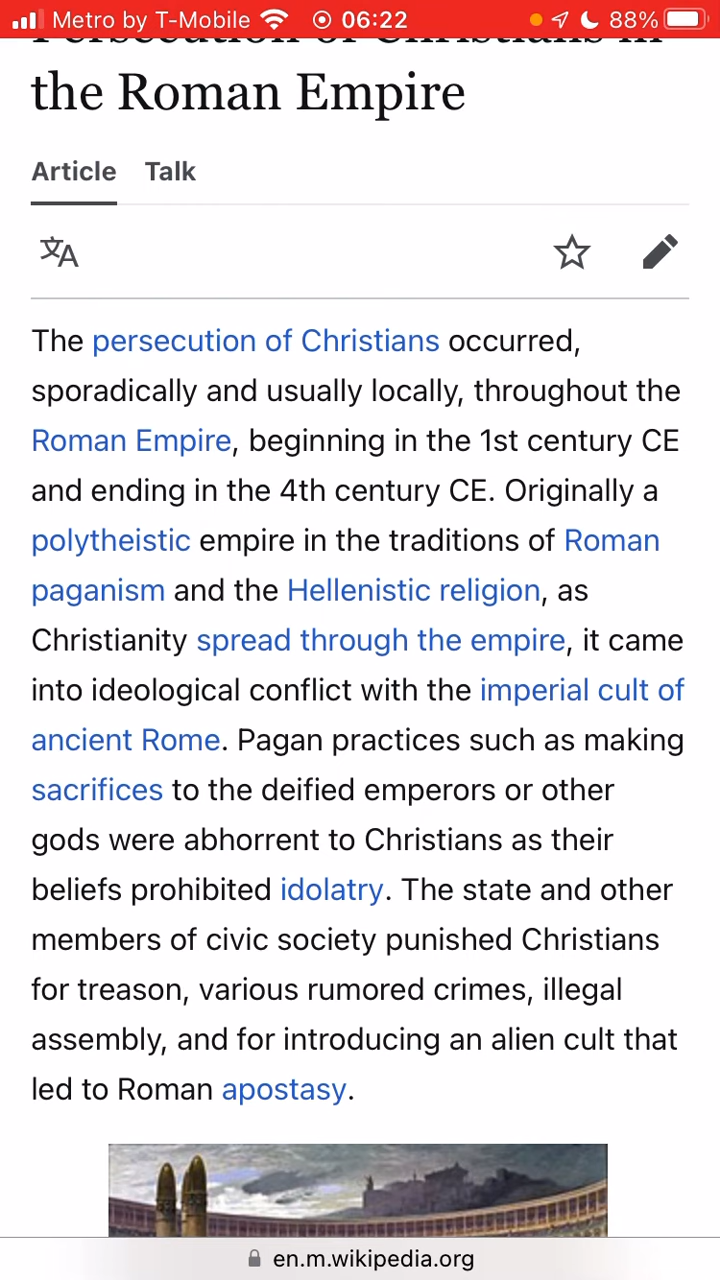 Metro by T-Mobile 06:22 88%
Persecution of Christians in
the Roman Empire
Article Talk
文A
The persecution of Christians occurred,
sporadically and usually locally, throughout the
Roman Empire, beginning in the 1st century CE
and ending in the 4th century CE. Originally a
polytheistic empire in the traditions of Roman
paganism and the Hellenistic religion, as
Christianity spread through the empire, it came
into ideological conflict with the imperial cult of
ancient Rome. Pagan practices such as making
sacrifices to the deified emperors or other
gods were abhorrent to Christians as their
beliefs prohibited idolatry. The state and other
members of civic society punished Christians
for treason, various rumored crimes, illegal
assembly, and for introducing an alien cult that
led to Roman apostasy.
en.m.wikipedia.org